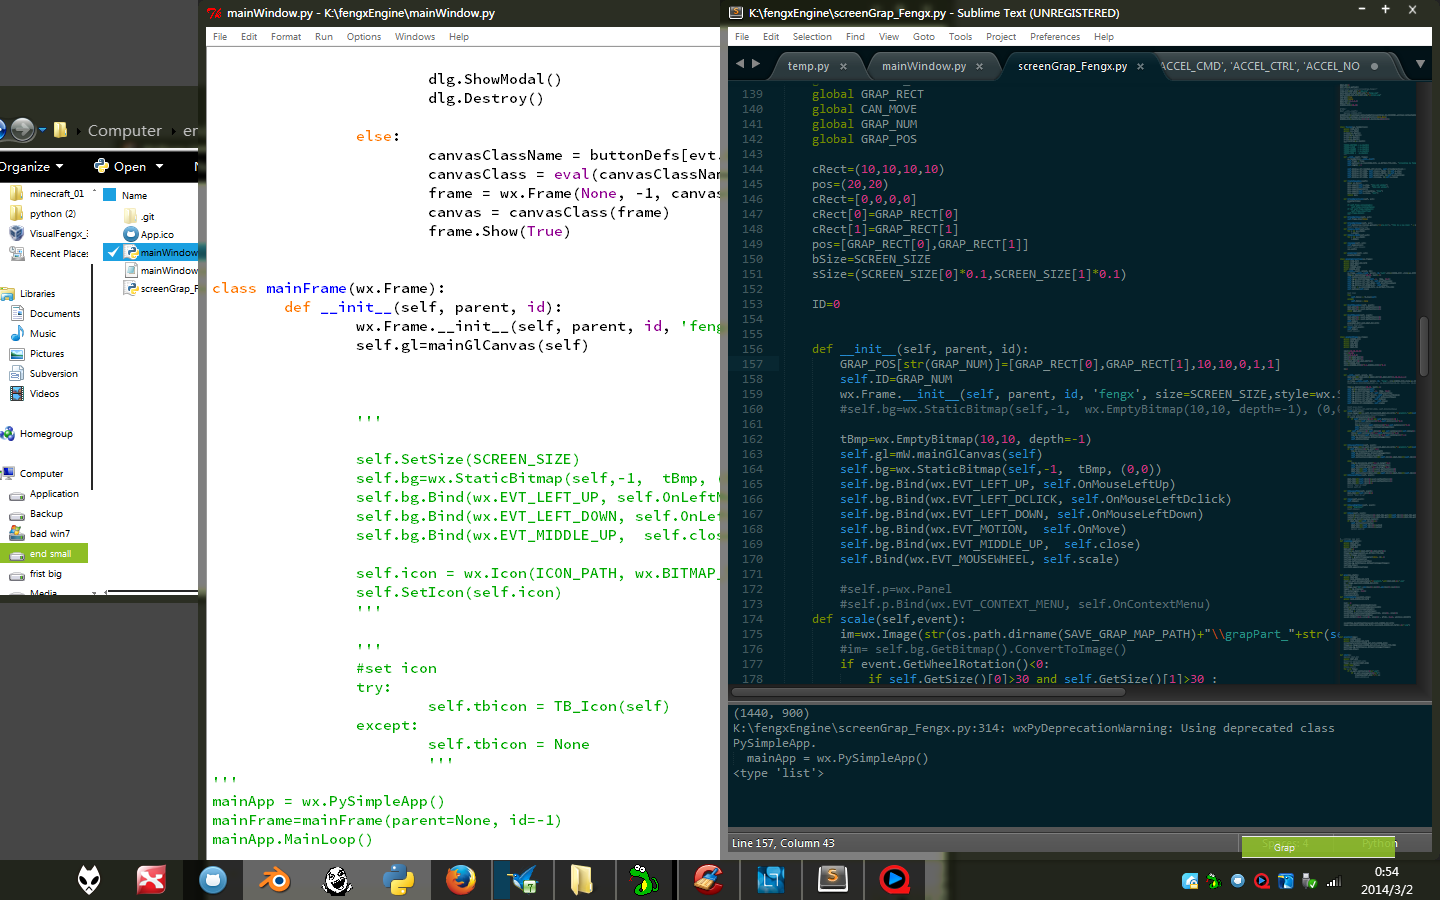 mainWindow.py - K:\fengxEngine\mainWindow.py
File Edit Format Run Options Windows Help
dlg.ShowModal()
dlg.Destroy()
else:
canvasClassName = buttonDefs[evt.
canvasClass = eval(canvasClassName
frame = wx.Frame(None, -1, canvas
canvas = canvasClass(frame)
frame.Show(True)
class mainFrame(wx.Frame):
def __init__(self, parent, id):
wx.Frame.__init__(self, parent, id, 'feng
self.gl=mainGlCanvas(self)
'''
self.SetSize(SCREEN_SIZE)
self.bg=wx.StaticBitmap(self,-1,  tBmp, (
self.bg.Bind(wx.EVT_LEFT_UP, self.OnLeftM
self.bg.Bind(wx.EVT_LEFT_DOWN, self.OnLef
self.bg.Bind(wx.EVT_MIDDLE_UP,  self.clos
self.icon = wx.Icon(ICON_PATH, wx.BITMAP_
self.SetIcon(self.icon)
'''
'''
#set icon
try:
self.tbicon = TB_Icon(self)
except:
self.tbicon = None
'''
'''
mainApp = wx.PySimpleApp()
mainFrame=mainFrame(parent=None, id=-1)
mainApp.MainLoop()
Computer en
Organize Open
Name
minecraft_01
python (2)
VisualFengx_
Recent Places
Libraries
Documents
Music
Pictures
Subversion
Videos
Homegroup
Computer
Application
Backup
bad win7
end small
frist big
Media
.git
App.ico
mainWindow
mainWindow
screenGrap_F
K:\fengxEngine\screenGrap_Fengx.py - Sublime Text (UNREGISTERED)
File Edit Selection Find View Goto Tools Project Preferences Help
temp.py mainWindow.py screenGrap_Fengx.py ACCEL_CMD', 'ACCEL_CTRL', 'ACCEL_NO
139 global GRAP_RECT
140 global CAN_MOVE
141 global GRAP_NUM
142 global GRAP_POS
143
144 cRect=(10,10,10,10)
145 pos=(20,20)
146 cRect=[0,0,0,0]
147 cRect[0]=GRAP_RECT[0]
148 cRect[1]=GRAP_RECT[1]
149 pos=[GRAP_RECT[0],GRAP_RECT[1]]
150 bSize=SCREEN_SIZE
151 sSize=(SCREEN_SIZE[0]*0.1,SCREEN_SIZE[1]*0.1)
152
153 ID=0
154
155
156 def __init__(self, parent, id):
157 GRAP_POS[str(GRAP_NUM)]=[GRAP_RECT[0],GRAP_RECT[1],10,10,0,1,1]
158 self.ID=GRAP_NUM
159 wx.Frame.__init__(self, parent, id, 'fengx', size=SCREEN_SIZE,style=wx.S
160 #self.bg=wx.StaticBitmap(self,-1,  wx.EmptyBitmap(10,10, depth=-1), (0,0
161
162 tBmp=wx.EmptyBitmap(10,10, depth=-1)
163 self.gl=mW.mainGlCanvas(self)
164 self.bg=wx.StaticBitmap(self,-1,  tBmp, (0,0))
165 self.bg.Bind(wx.EVT_LEFT_UP, self.OnMouseLeftUp)
166 self.bg.Bind(wx.EVT_LEFT_DCLICK, self.OnMouseLeftDclick)
167 self.bg.Bind(wx.EVT_LEFT_DOWN, self.OnMouseLeftDown)
168 self.bg.Bind(wx.EVT_MOTION,  self.OnMove)
169 self.bg.Bind(wx.EVT_MIDDLE_UP,  self.close)
170 self.Bind(wx.EVT_MOUSEWHEEL, self.scale)
171
172 #self.p=wx.Panel
173 #self.p.Bind(wx.EVT_CONTEXT_MENU, self.OnContextMenu)
174 def scale(self,event):
175 im=wx.Image(str(os.path.dirname(SAVE_GRAP_MAP_PATH)+"\\grapPart_"+str(se
176 #im= self.bg.GetBitmap().ConvertToImage()
177 if event.GetWheelRotation()<0:
178 if self.GetSize()[0]>30 and self.GetSize()[1]>30 :
(1440, 900)
K:\fengxEngine\screenGrap_Fengx.py:314: wxPyDeprecationWarning: Using deprecated class
PySimpleApp.
mainApp = wx.PySimpleApp()
<type 'list'>
Line 157, Column 43
Grap
Python
0:54
2014/3/2